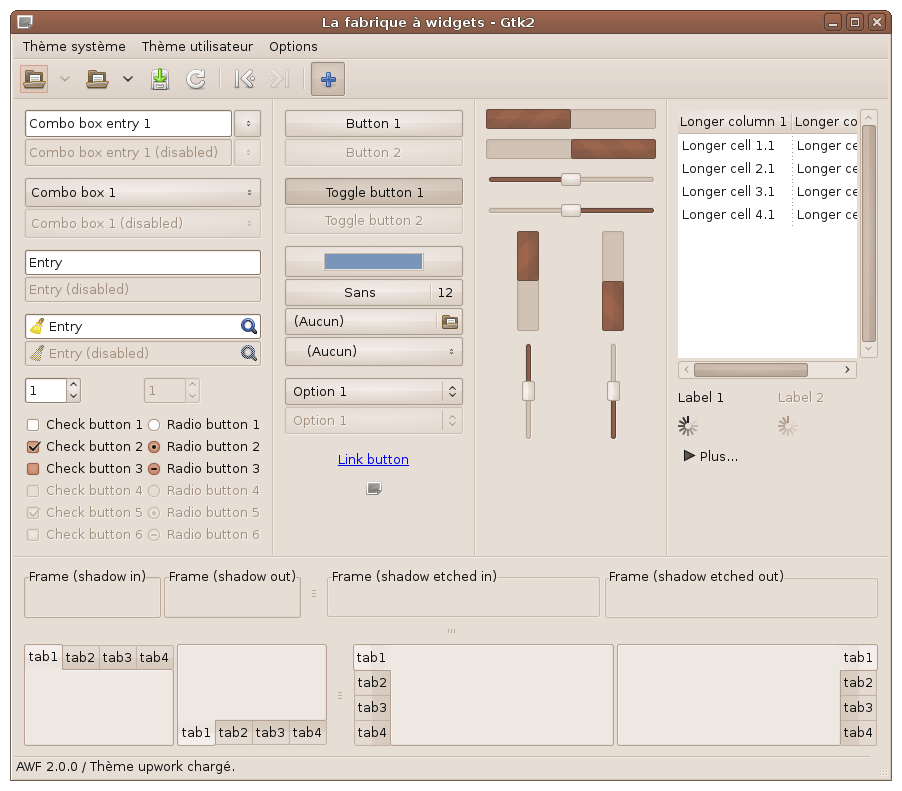 La fabrique à widgets - Gtk2
Thème système Thème utilisateur Options
Combo box entry 1
Combo box entry 1 (disabled)
Combo box 1
Combo box 1 (disabled)
Entry
Entry (disabled)
Entry
Entry (disabled)
1 1
Check button 1 Radio button 1
Check button 2 Radio button 2
Check button 3 Radio button 3
Check button 4 Radio button 4
Check button 5 Radio button 5
Check button 6 Radio button 6
Button 1
Button 2
Toggle button 1
Toggle button 2
Sans 12
(Aucun)
(Aucun)
Option 1
Option 1
Link button
Longer column 1 Longer co
Longer cell 1.1 Longer ce
Longer cell 2.1 Longer ce
Longer cell 3.1 Longer ce
Longer cell 4.1 Longer ce
Label 1 Label 2
Plus...
Frame (shadow in) Frame (shadow out) Frame (shadow etched in) Frame (shadow etched out)
tab1 tab2 tab3 tab4
tab1 tab2 tab3 tab4
tab1
tab2
tab3
tab4
tab1
tab2
tab3
tab4
AWF 2.0.0 / Thème upwork chargé.